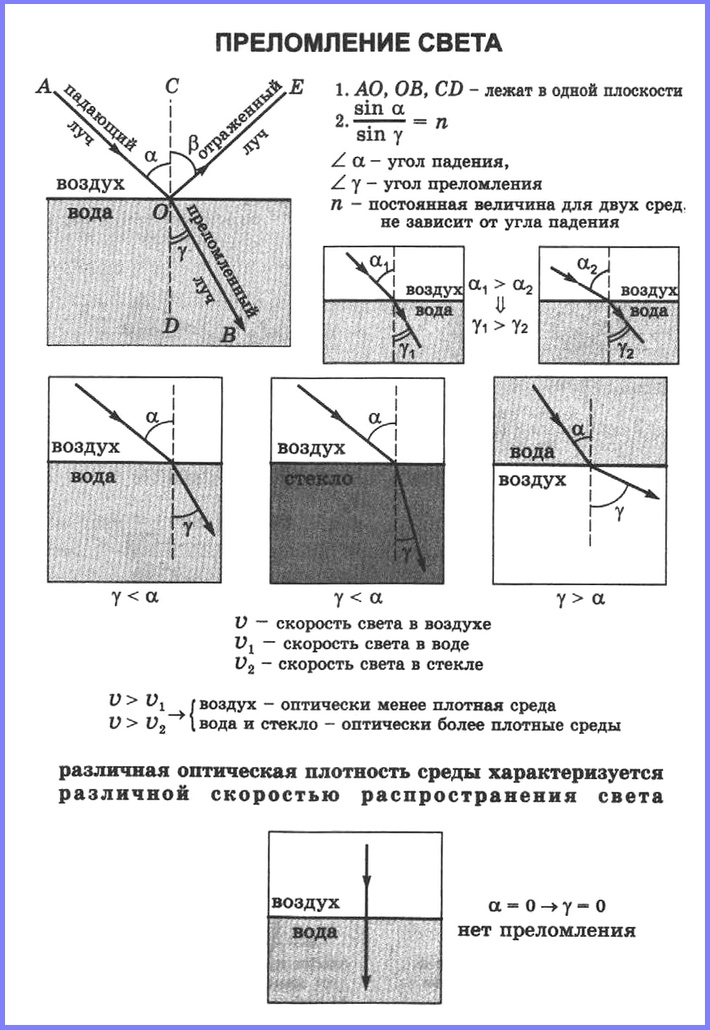 ПРЕЛОМЛЕНИЕ СВЕТА
A
C
E
падающий
луч
α
β
отраженный
луч
воздух
вода
O
γ
преломленный
луч
D
B
1. AO, OB, CD – лежат в одной плоскости
2. sin α / sin γ = n
∠ α – угол падения,
∠ γ – угол преломления
n – постоянная величина для двух сред,
не зависит от угла падения
α₁
воздух
вода
γ₁
α₁ > α₂
⇓
γ₁ > γ₂
α₂
воздух
вода
γ₂
α
воздух
вода
γ
γ < α
α
воздух
стекло
γ
γ < α
α
вода
воздух
γ
γ > α
υ – скорость света в воздухе
υ₁ – скорость света в воде
υ₂ – скорость света в стекле
υ > υ₁
υ > υ₂
→
{ воздух – оптически менее плотная среда
вода и стекло – оптически более плотные среды
различная оптическая плотность среды характеризуется
различной скоростью распространения света
воздух
вода
α = 0 → γ = 0
нет преломления